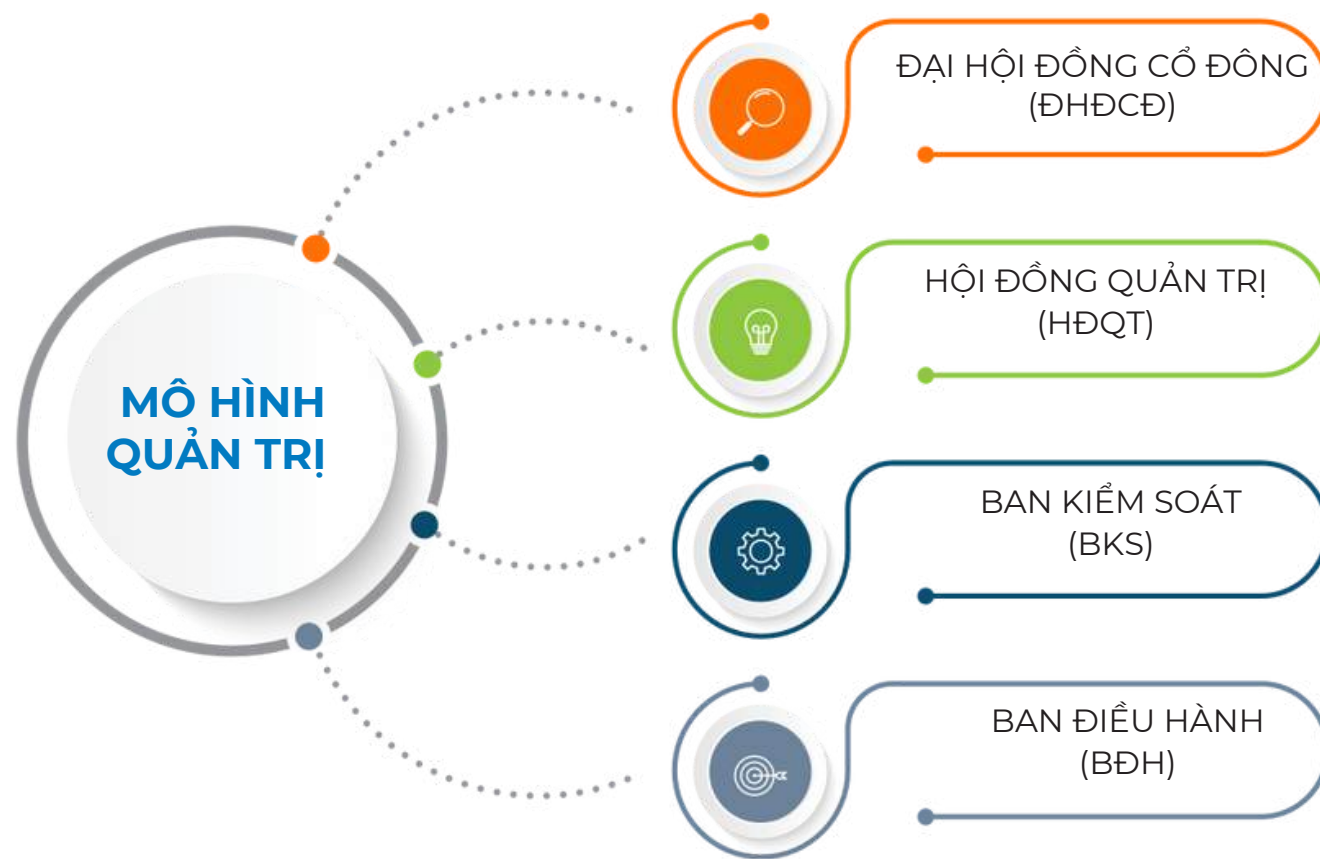 MÔ HÌNH
QUẢN TRỊ
ĐẠI HỘI ĐỒNG CỔ ĐÔNG
(ĐHĐCĐ)
HỘI ĐỒNG QUẢN TRỊ
(HĐQT)
BAN KIỂM SOÁT
(BKS)
BAN ĐIỀU HÀNH
(BĐH)